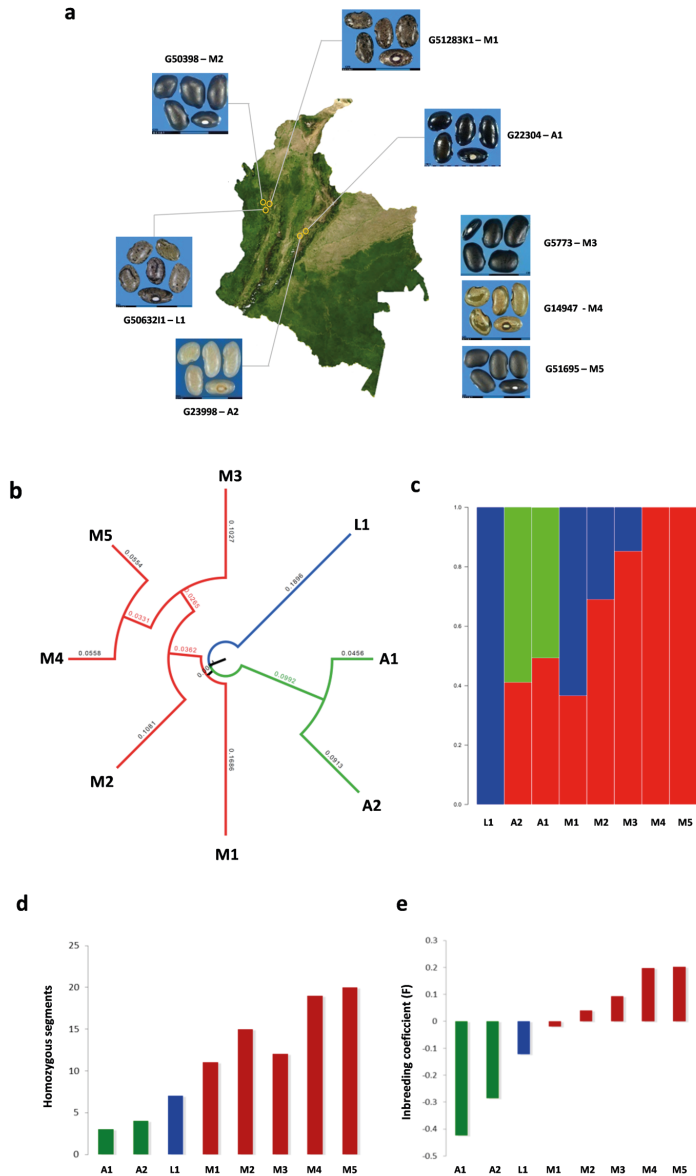 a
G50398 – M2
G51283K1 – M1
G22304 – A1
G5773 – M3
G14947 - M4
G51695 – M5
G50632I1 – L1
G23998 – A2
b
M3
M5
L1
M4
A1
M2
A2
M1
0.1027
0.0554
0.0265
0.0331
0.0558
0.0362
0.1081
0.1686
0.1896
0.0456
0.0992
0.0913
c
1.0
0.8
0.6
0.4
0.2
0.0
L1 A2 A1 M1 M2 M3 M4 M5
d
Homozygous segments
25
20
15
10
5
0
A1 A2 L1 M1 M2 M3 M4 M5
e
Inbreeding coeficcient (F)
0.3
0.2
0.1
0
-0.1
-0.2
-0.3
-0.4
-0.5
A1 A2 L1 M1 M2 M3 M4 M5